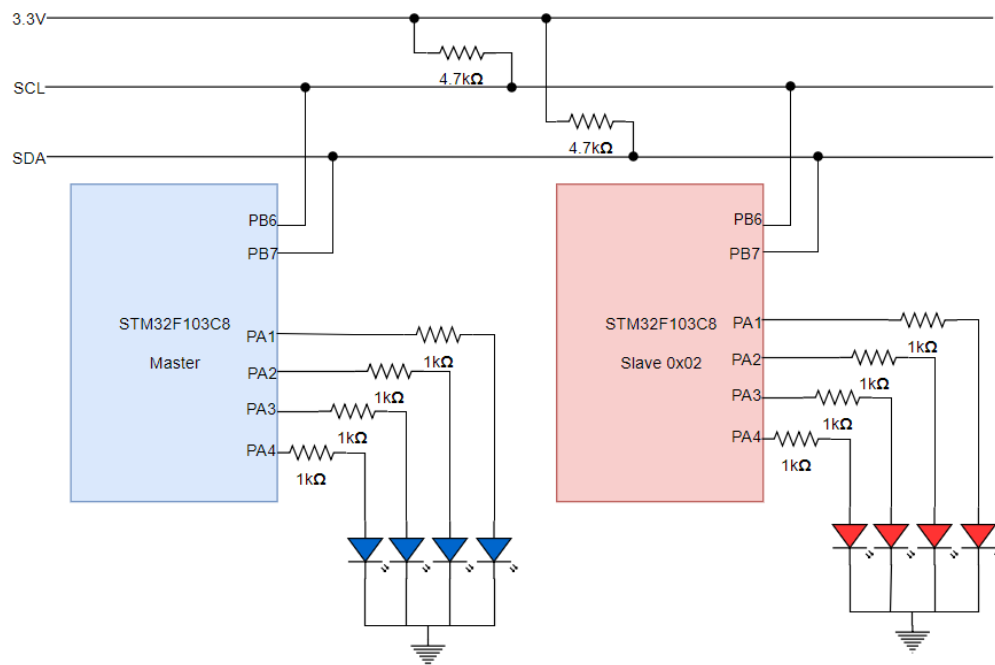 3.3V
4.7kΩ
SCL
4.7kΩ
SDA
PB6
PB7
STM32F103C8
Master
PA1
1kΩ
PA2
1kΩ
PA3
1kΩ
PA4
1kΩ
PB6
PB7
STM32F103C8
Slave 0x02
PA1
1kΩ
PA2
1kΩ
PA3
1kΩ
PA4
1kΩ